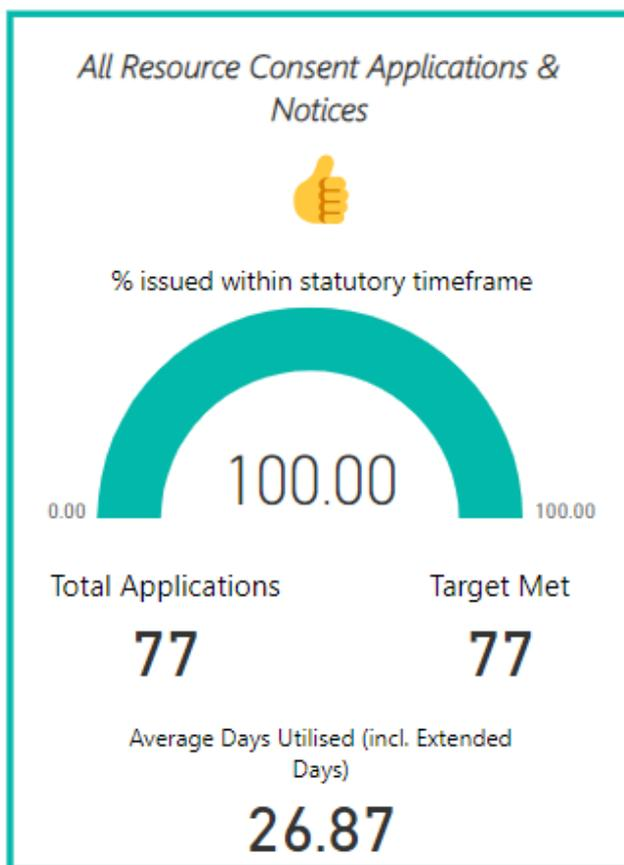 All Resource Consent Applications &
Notices
% issued within statutory timeframe
100.00
0.00
100.00
Total Applications
Target Met
77
77
Average Days Utilised (incl. Extended
Days)
26.87